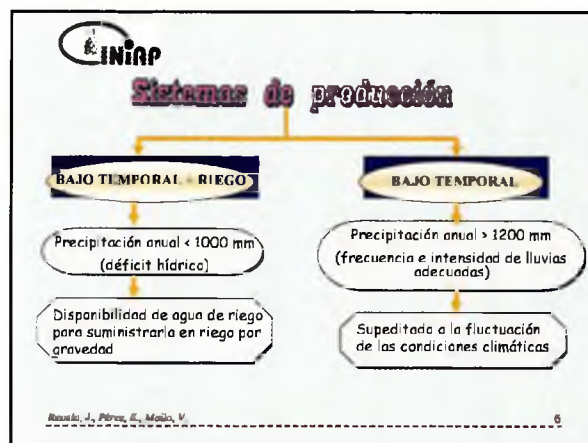 INIAP
Sistemas de producción
BAJO TEMPORAL + RIEGO
Precipitación anual < 1000 mm
(déficit hídrico)
Disponibilidad de agua de riego
para suministrarla en riego por
gravedad
BAJO TEMPORAL
Precipitación anual > 1200 mm
(frecuencia e intensidad de lluvias
adecuadas)
Supeditado a la fluctuación
de las condiciones climáticas
J., Pérez, E., V.
6